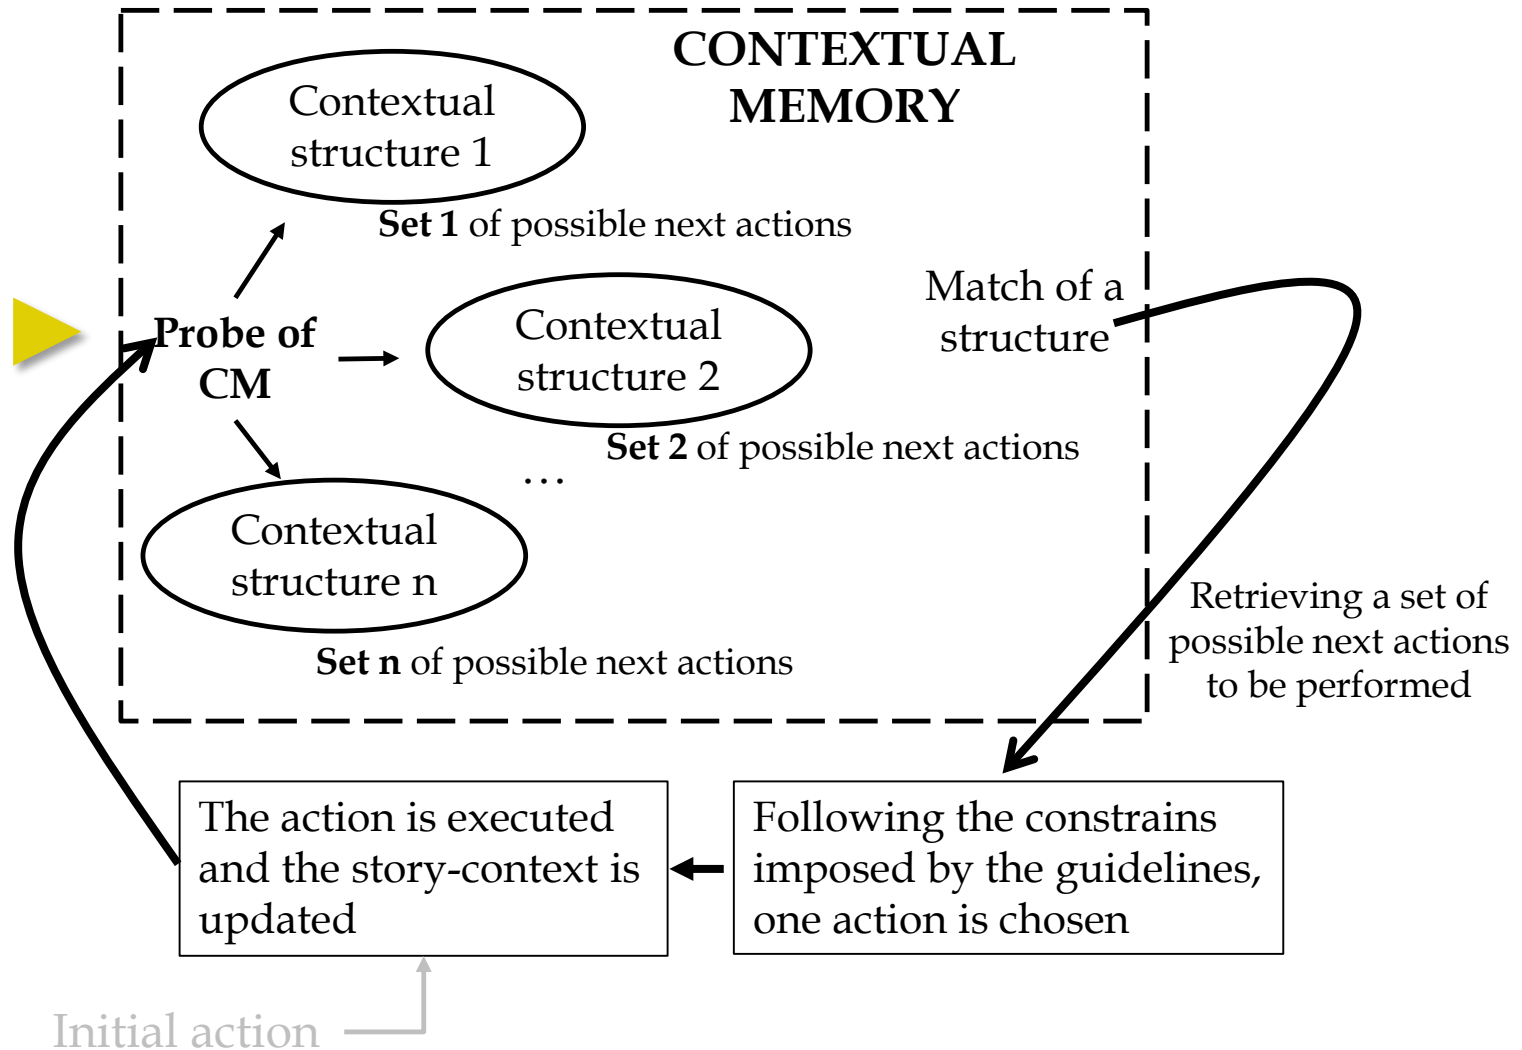 CONTEXTUAL
MEMORY
Contextual
structure 1
Set 1 of possible next actions
Match of a
structure
Probe of
CM
Contextual
structure 2
Set 2 of possible next actions
…
Contextual
structure n
Set n of possible next actions
Retrieving a set of
possible next actions
to be performed
Following the constrains
imposed by the guidelines,
one action is chosen
The action is executed
and the story-context is
updated
Initial action